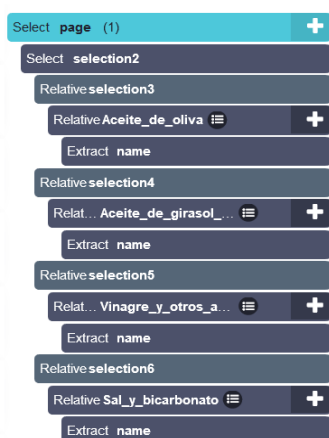 Select page (1)
Select selection2
Relative selection3
Relative Aceite_de_oliva
Extract name
Relative selection4
Relat... Aceite_de_girasol_...
Extract name
Relative selection5
Relat... Vinagre_y_otros_a...
Extract name
Relative selection6
Relative Sal_y_bicarbonato
Extract name